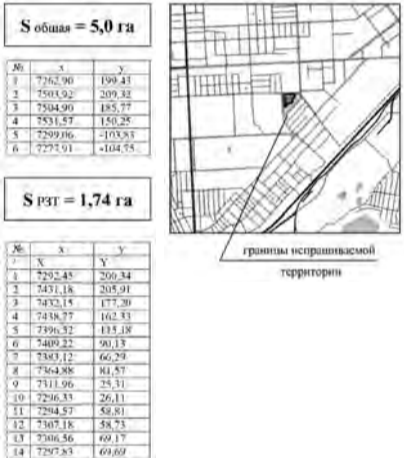 S общая = 5,0 га
№ x y
1 7262,90 199,43
2 7503,92 209,32
3 7504,90 185,77
4 7531,57 150,25
5 7299,06 -103,83
6 7277,91 -104,75
S РЗТ = 1,74 га
№ x y
X Y
1 7292,45 200,34
2 7431,18 205,91
3 7432,15 177,20
4 7438,77 162,33
5 7396,52 115,18
6 7409,22 90,13
7 7383,12 66,29
8 7364,88 81,57
9 7311,96 25,31
10 7296,33 26,11
11 7294,57 58,81
12 7307,18 58,73
13 7306,56 69,17
14 7297,83 69,69
границы испрашиваемой
территории